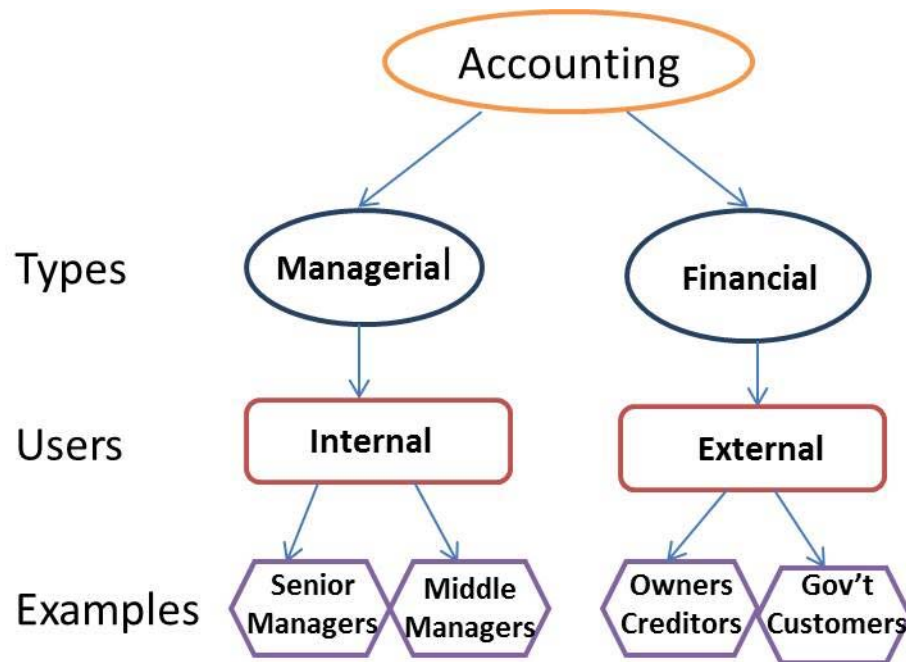 Accounting
Types
Managerial
Financial
Users
Internal
External
Examples
Senior
Managers
Middle
Managers
Owners
Creditors
Gov't
Customers